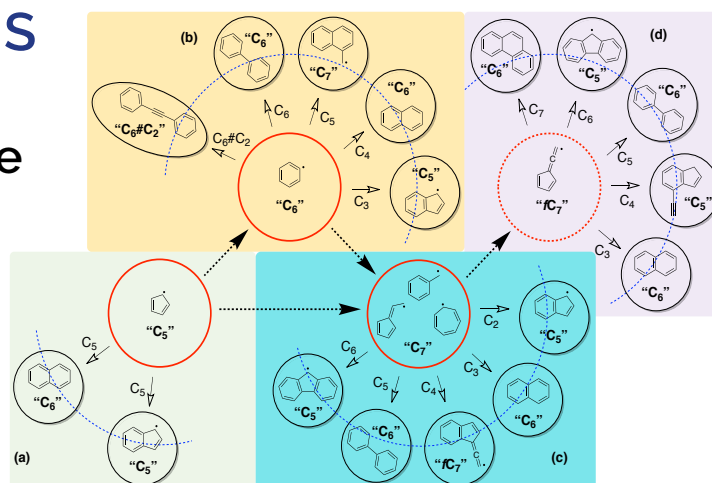 s
e
(b)
"C6"
"C7"
"C6"
"C6#C2"
C6#C2
C6
C5
C4
C3
"C6"
"C5"
(d)
"C6"
"C5"
"C6"
C7
C6
C5
C4
C3
"fC7"
"C5"
"C6"
"C5"
C5
C5
"C6"
"C5"
(a)
"C7"
C2
C3
C4
C5
C6
"C5"
"C5"
"C6"
"C6"
"fC7"
(c)